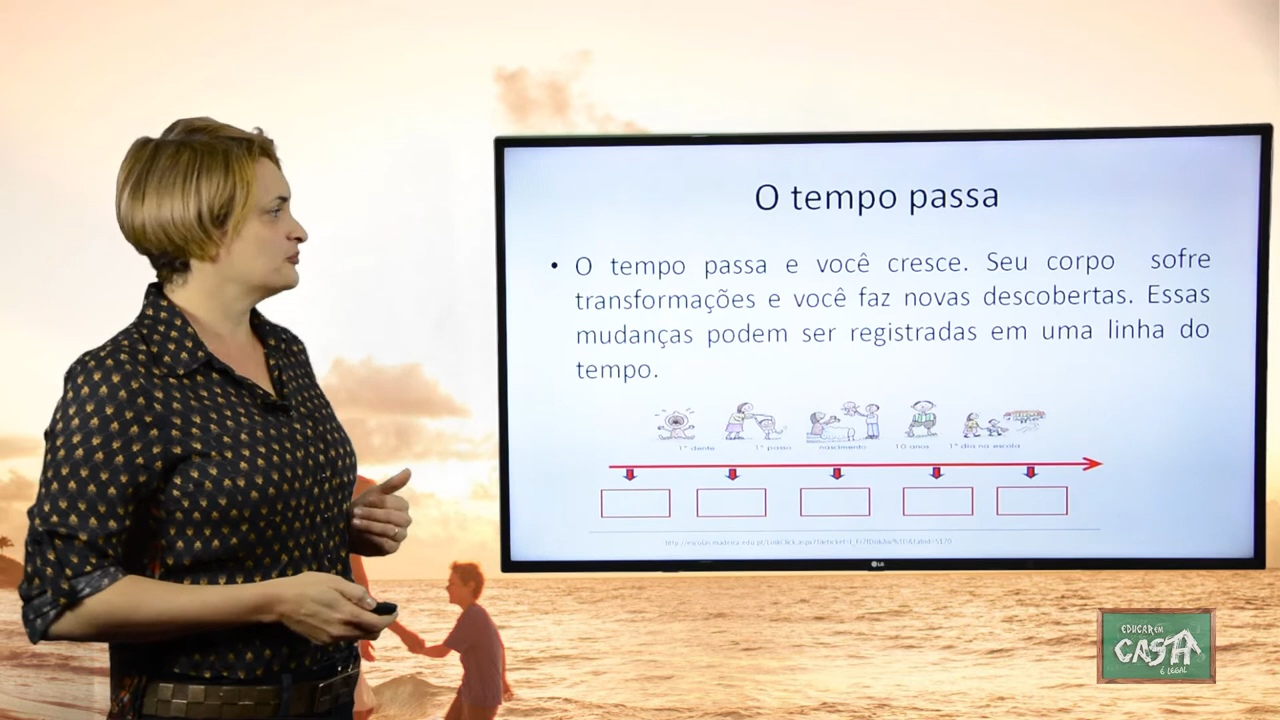 O tempo passa
• O tempo passa e você cresce. Seu corpo sofre
transformações e você faz novas descobertas. Essas
mudanças podem ser registradas em uma linha do
tempo.
1º dente 1º passo nascimento 10 anos 1º dia na escola
LG
EDUCAR EM
CASA
É LEGAL